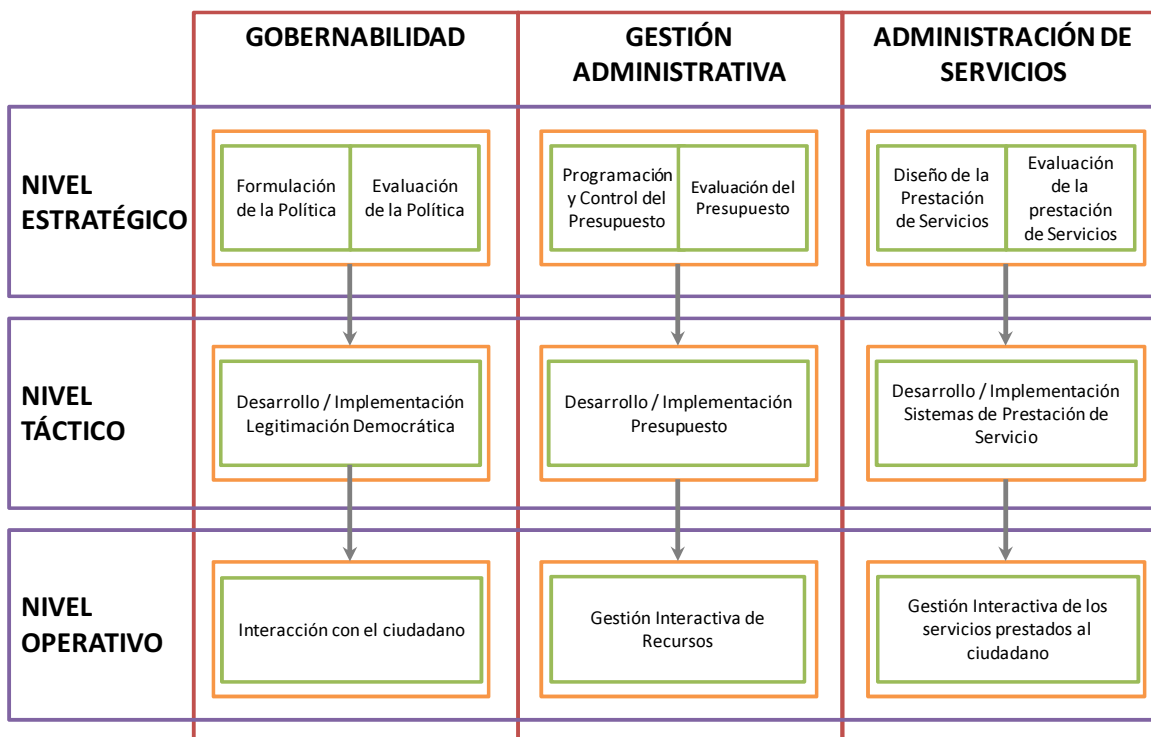 GOBERNABILIDAD
GESTIÓN
ADMINISTRATIVA
ADMINISTRACIÓN DE
SERVICIOS
NIVEL
ESTRATÉGICO
Formulación
de la Política
Evaluación
de la Política
Programación
y Control del
Presupuesto
Evaluación del
Presupuesto
Diseño de la
Prestación
de Servicios
Evaluación
de la
prestación
de Servicios
NIVEL
TÁCTICO
Desarrollo / Implementación
Legitimación Democrática
Desarrollo / Implementación
Presupuesto
Desarrollo / Implementación
Sistemas de Prestación de
Servicio
NIVEL
OPERATIVO
Interacción con el ciudadano
Gestión Interactiva de
Recursos
Gestión Interactiva de los
servicios prestados al
ciudadano